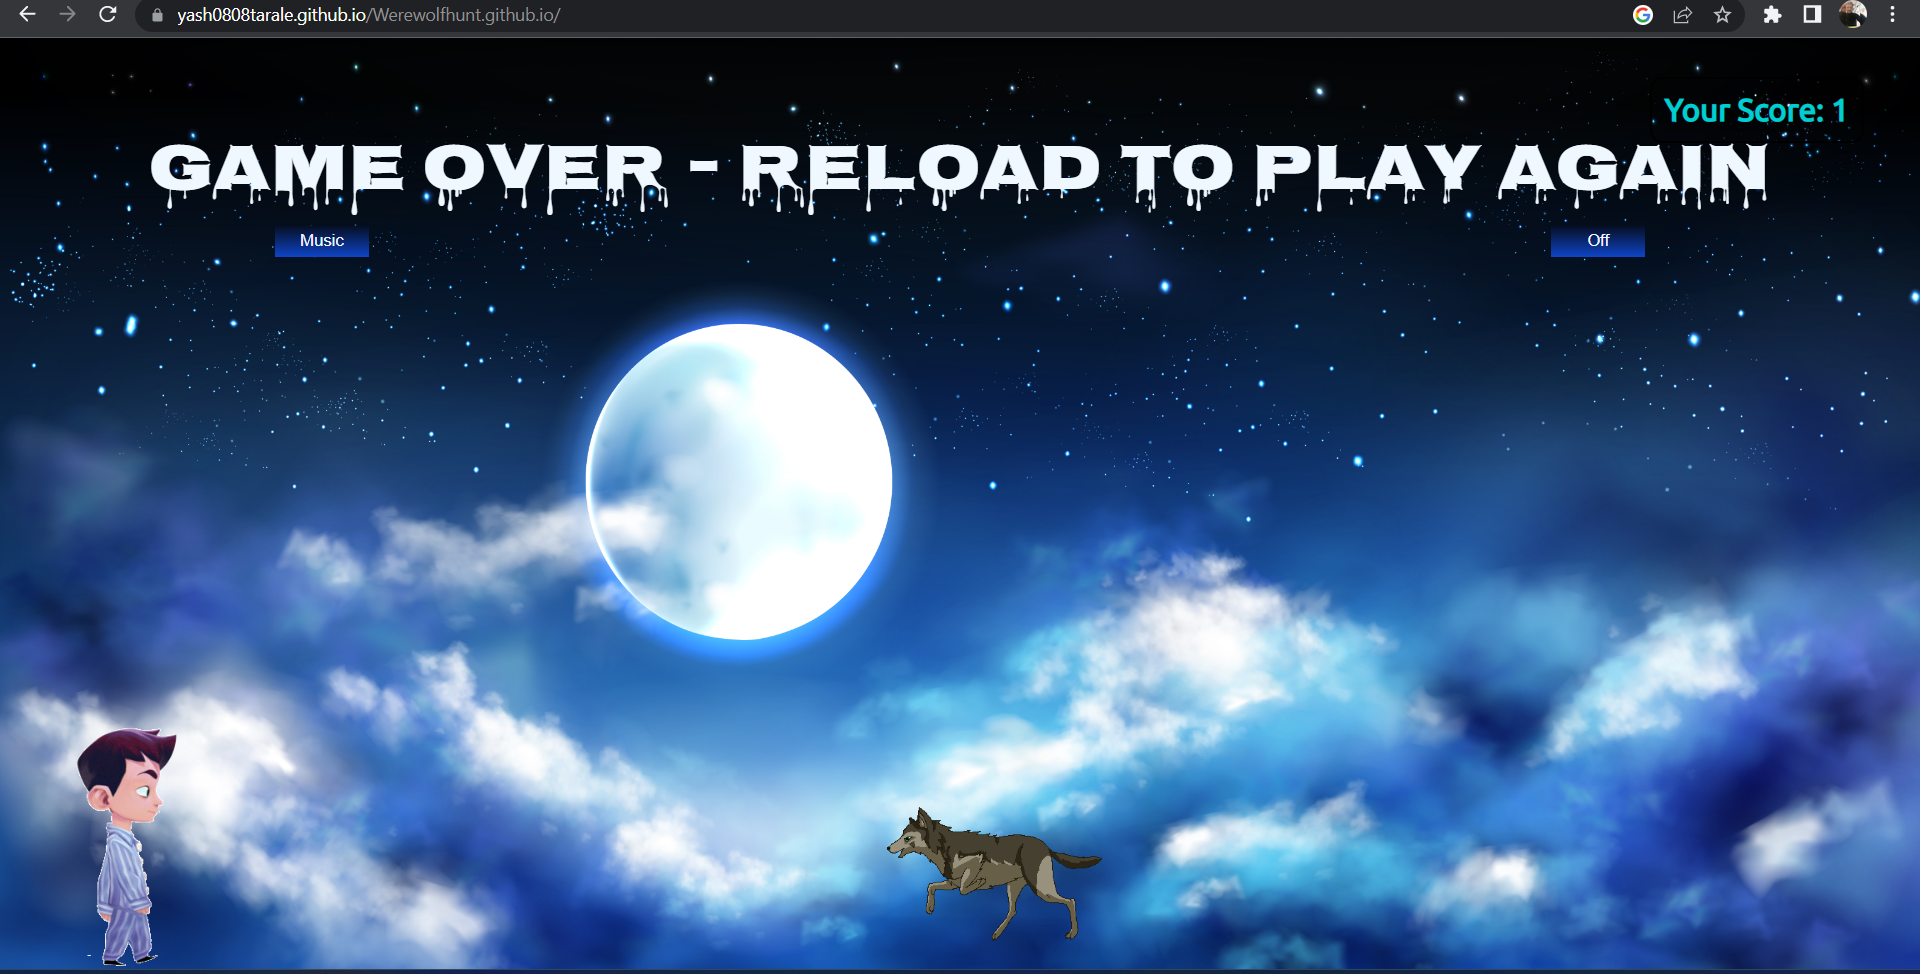 yash0808tarale.github.io/Werewolfhunt.github.io/
Your Score: 1
GAME OVER - RELOAD TO PLAY AGAIN
Music
Off